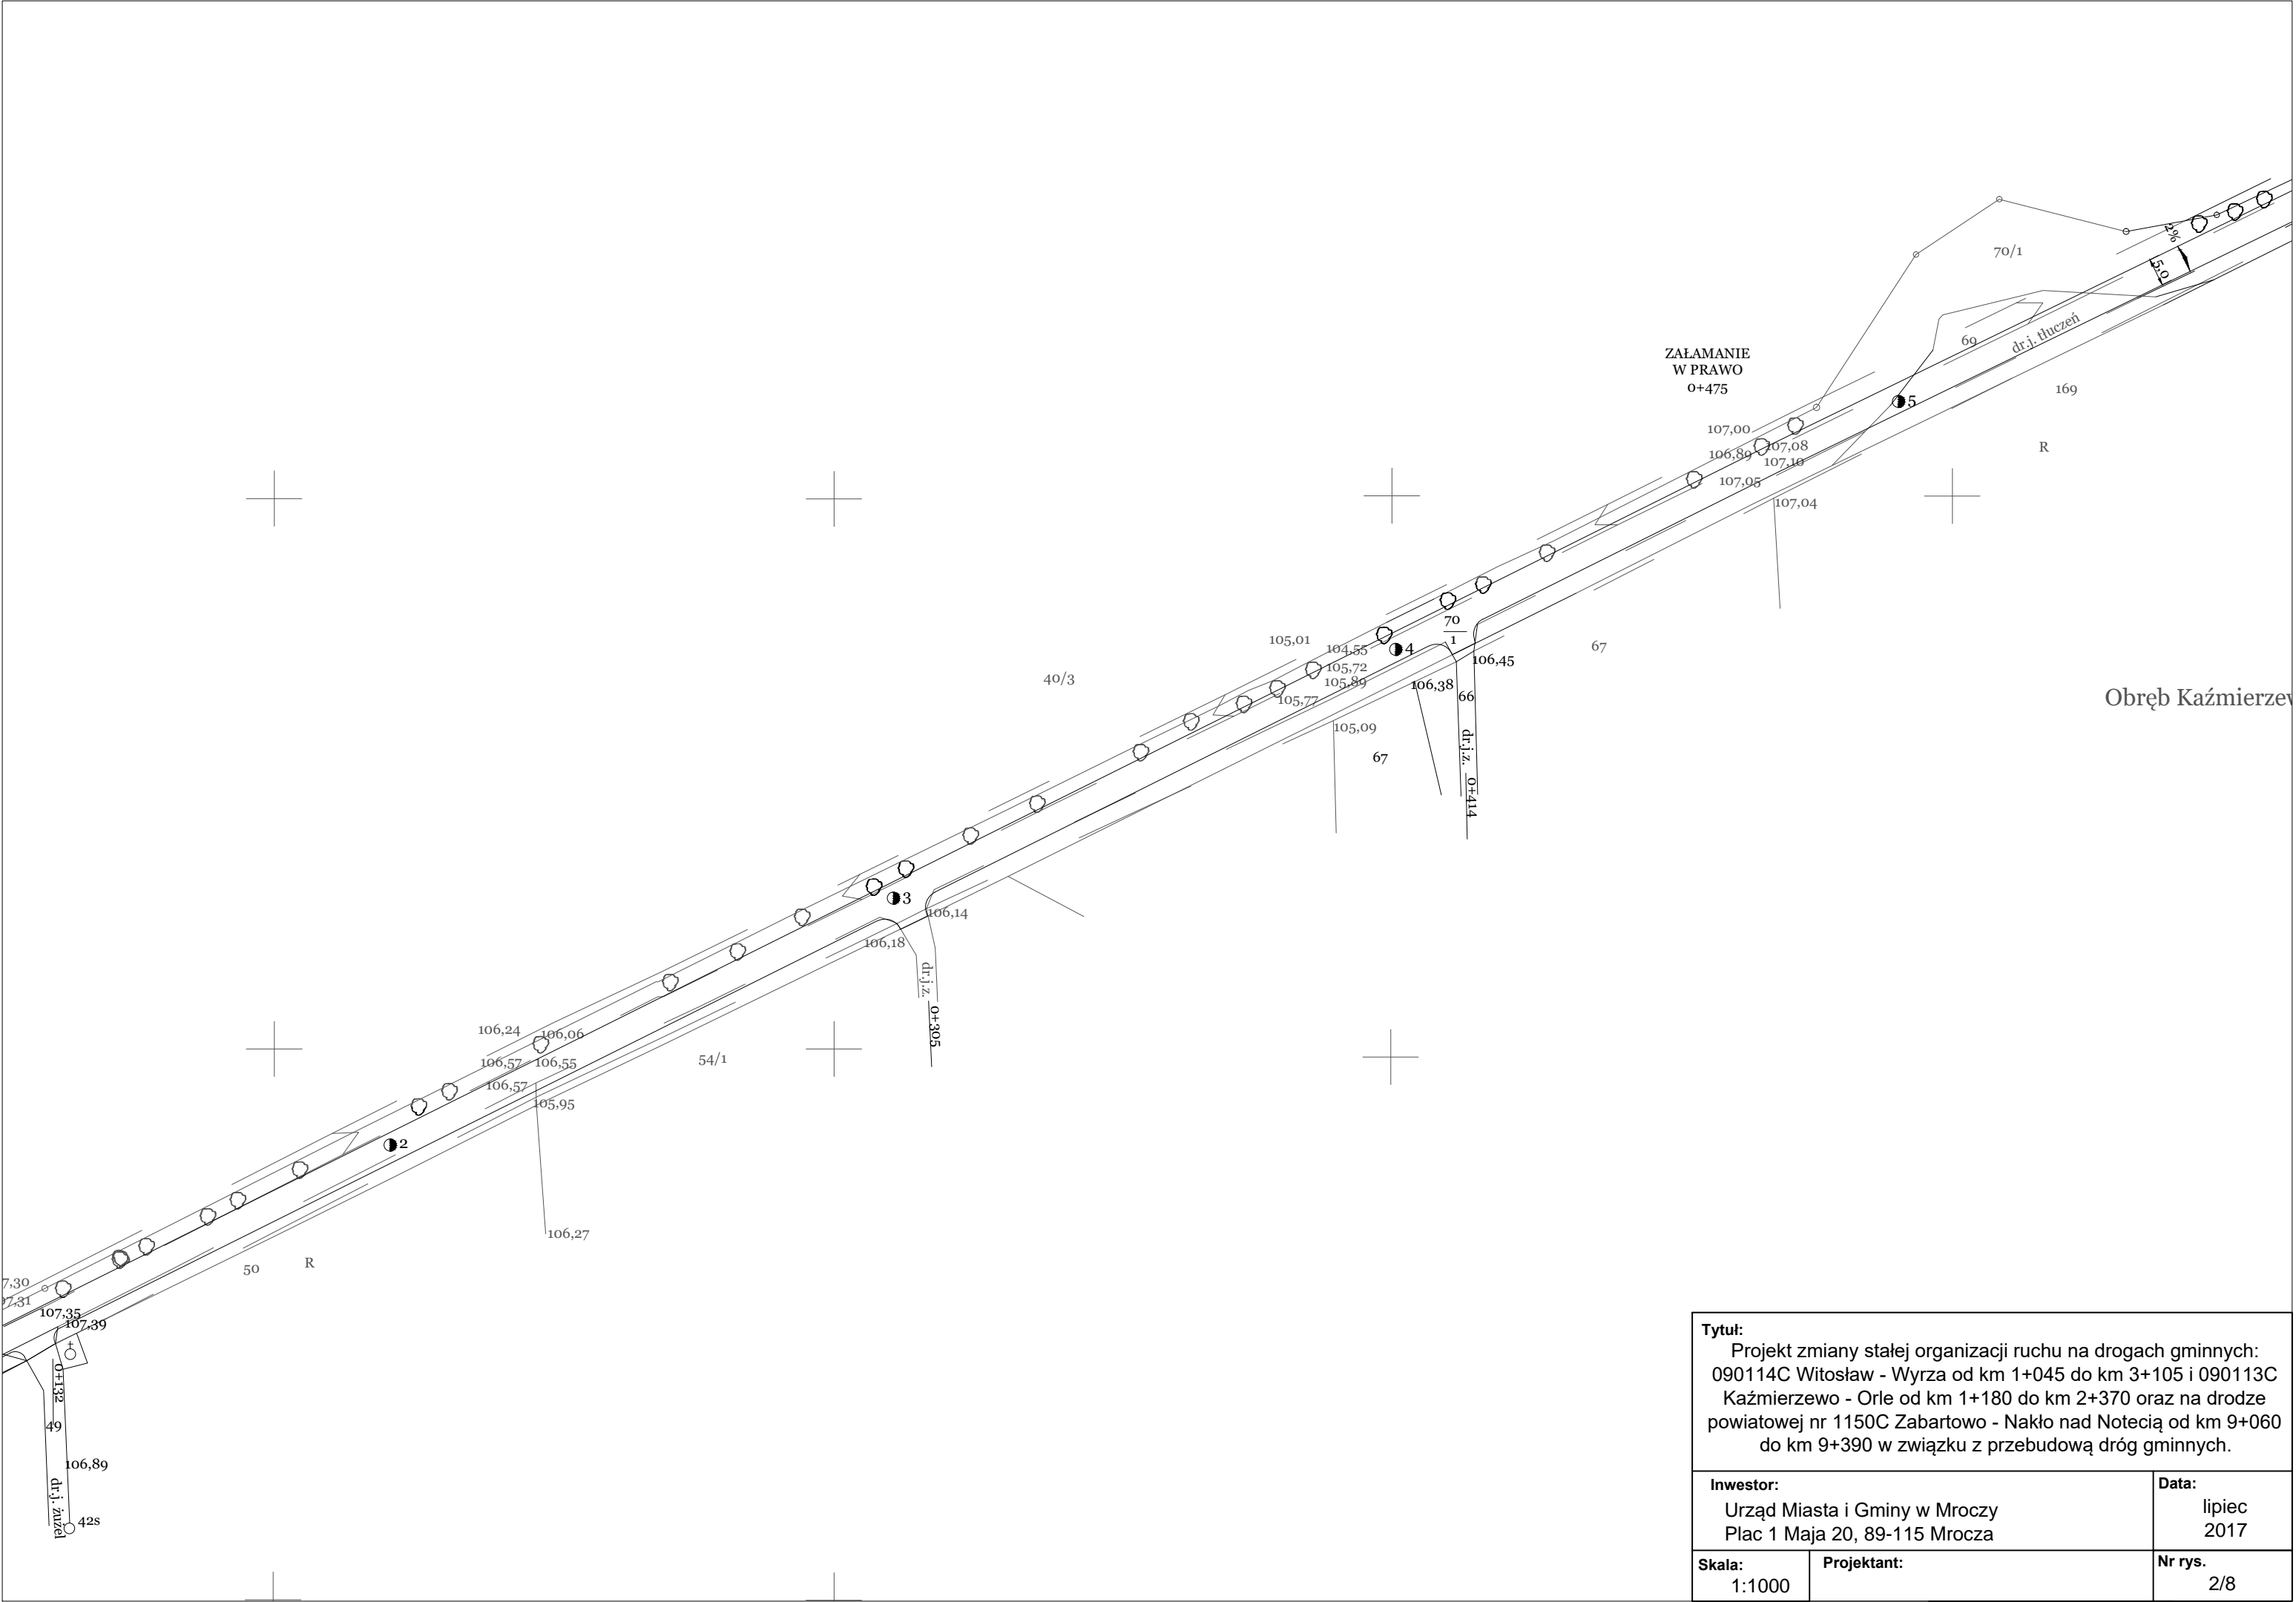 2%
5,0
70/1
69
dr.j. tłuczeń
ZAŁAMANIE
W PRAWO
0+475
169
5
R
107,00
107,08
106,89
107,10
107,05
107,04
70
1
105,01
104,55
4
105,72
105,89
106,45
67
40/3
106,38
66
105,77
Obręb Kaźmierzew
105,09
67
dr.j.z.
0+414
3
106,14
106,18
dr.j.z.
0+305
106,24
106,06
106,57
106,55
54/1
106,57
105,95
2
106,27
50
R
7,30
07,31
107,35
107,39
0+132
49
106,89
dr.j. żużel
42s
Tytuł:
Projekt zmiany stałej organizacji ruchu na drogach gminnych:
090114C Witosław - Wyrza od km 1+045 do km 3+105 i 090113C
Kaźmierzewo - Orle od km 1+180 do km 2+370 oraz na drodze
powiatowej nr 1150C Zabartowo - Nakło nad Notecią od km 9+060
do km 9+390 w związku z przebudową dróg gminnych.
Inwestor:
Urząd Miasta i Gminy w Mroczy
Plac 1 Maja 20, 89-115 Mrocza
Data:
lipiec
2017
Skala:
1:1000
Projektant:
Nr rys.
2/8